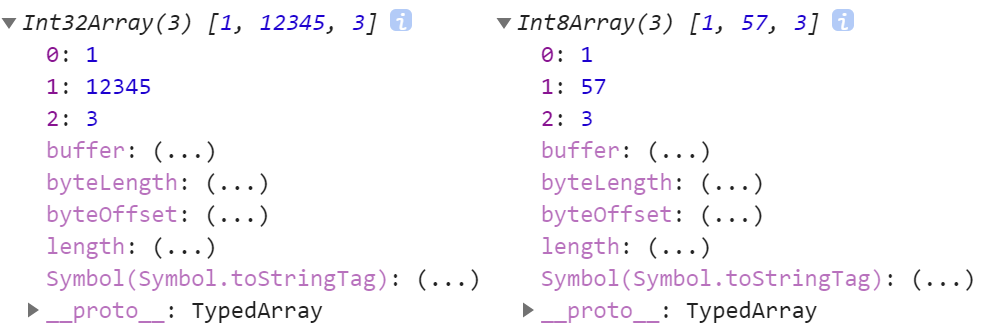 Int32Array(3) [1, 12345, 3] i
0: 1
1: 12345
2: 3
buffer: (...)
byteLength: (...)
byteOffset: (...)
length: (...)
Symbol(Symbol.toStringTag): (...)
__proto__: TypedArray
Int8Array(3) [1, 57, 3] i
0: 1
1: 57
2: 3
buffer: (...)
byteLength: (...)
byteOffset: (...)
length: (...)
Symbol(Symbol.toStringTag): (...)
__proto__: TypedArray